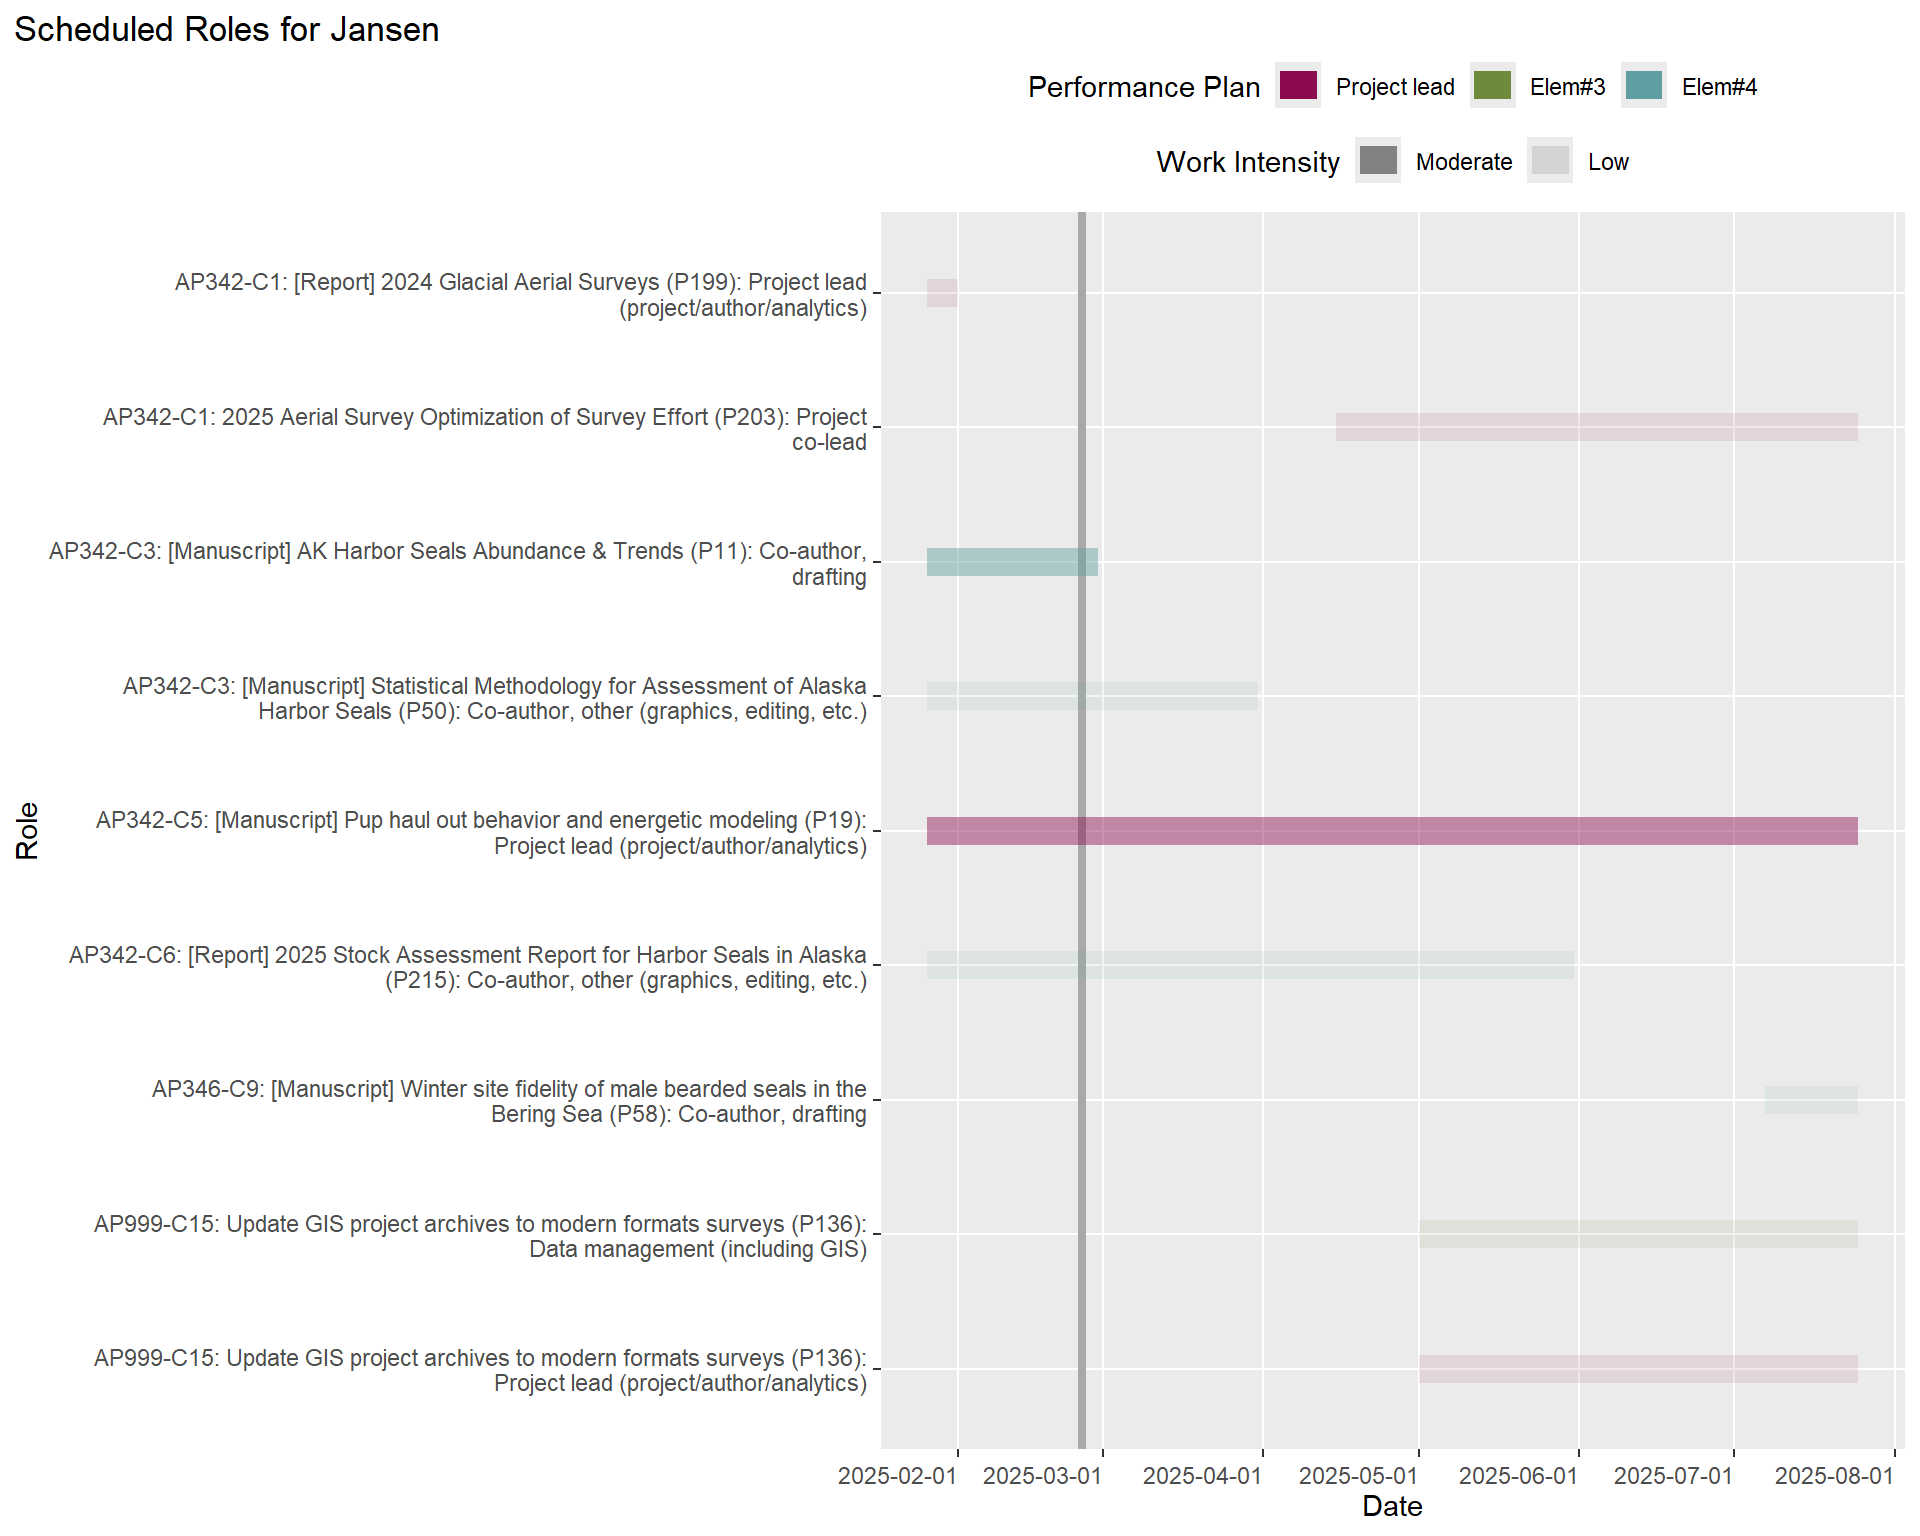 Scheduled Roles for Jansen
Performance Plan Project lead Elem#3 Elem#4
Work Intensity Moderate Low
AP342-C1: [Report] 2024 Glacial Aerial Surveys (P199): Project lead
(project/author/analytics)
AP342-C1: 2025 Aerial Survey Optimization of Survey Effort (P203): Project
co-lead
AP342-C3: [Manuscript] AK Harbor Seals Abundance & Trends (P11): Co-author,
drafting
AP342-C3: [Manuscript] Statistical Methodology for Assessment of Alaska
Harbor Seals (P50): Co-author, other (graphics, editing, etc.)
AP342-C5: [Manuscript] Pup haul out behavior and energetic modeling (P19):
Project lead (project/author/analytics)
AP342-C6: [Report] 2025 Stock Assessment Report for Harbor Seals in Alaska
(P215): Co-author, other (graphics, editing, etc.)
AP346-C9: [Manuscript] Winter site fidelity of male bearded seals in the
Bering Sea (P58): Co-author, drafting
AP999-C15: Update GIS project archives to modern formats surveys (P136):
Data management (including GIS)
AP999-C15: Update GIS project archives to modern formats surveys (P136):
Project lead (project/author/analytics)
Role
2025-02-01 2025-03-01 2025-04-01 2025-05-01 2025-06-01 2025-07-01 2025-08-01
Date